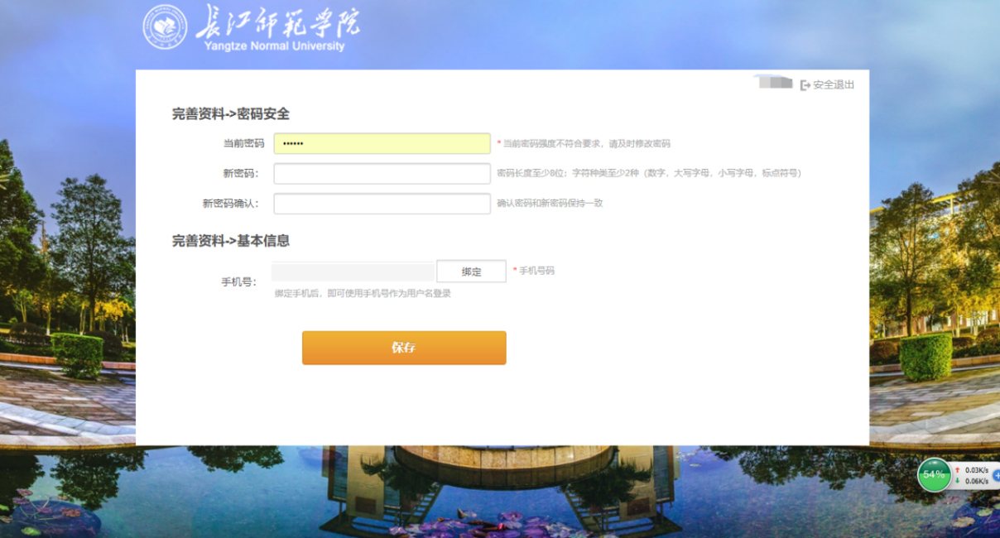 長江師範學院
Yangtze Normal University
安全退出
完善资料->密码安全
当前密码 •••••• * 当前密码强度不符合要求，请及时修改密码
新密码： 密码长度至少8位；字符种类至少2种（数字，大写字母，小写字母，标点符号）
新密码确认： 确认密码和新密码保持一致
完善资料->基本信息
手机号： 绑定 * 手机号码
绑定手机后，即可使用手机号作为用户名登录
保存
54% ↑ 0.03K/s
↓ 0.06K/s